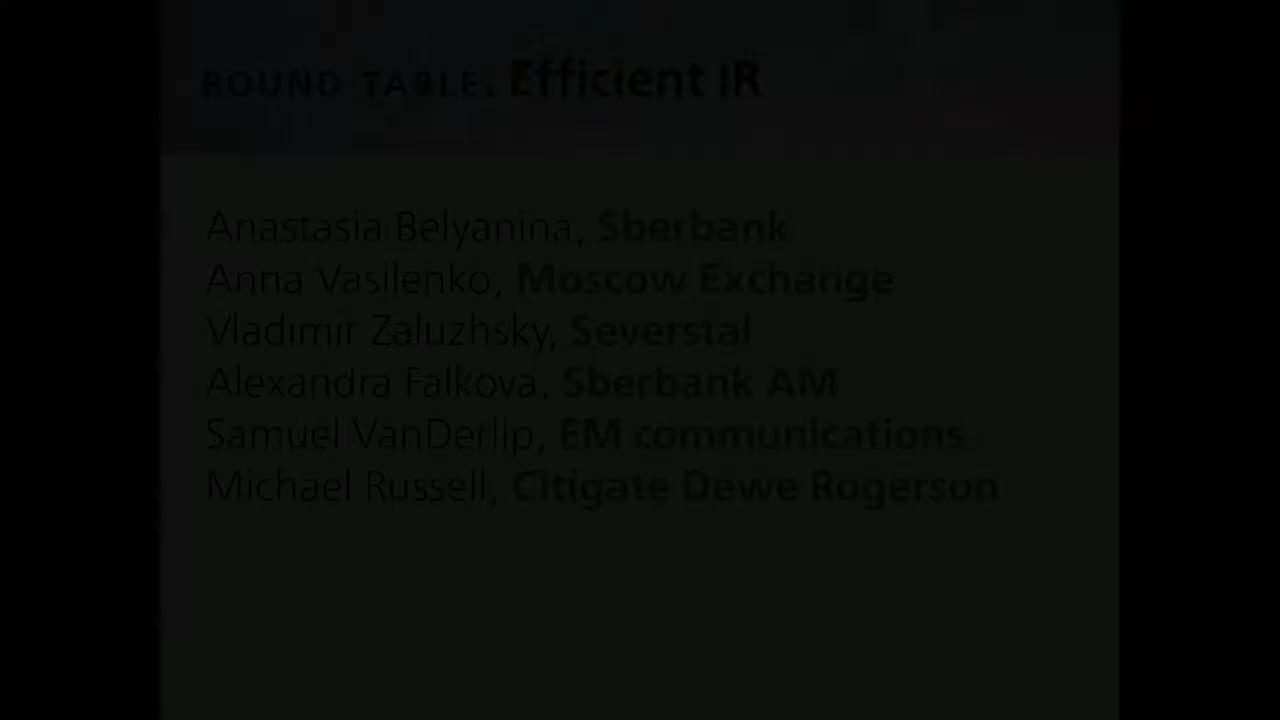 ROUND TABLE. Efficient IR
Anastasia Belyanina, Sberbank
Anna Vasilenko, Moscow Exchange
Vladimir Zaluzhsky, Severstal
Alexandra Falkova, Sberbank AM
Samuel VanDerlip, EM communications
Michael Russell, Citigate Dewe Rogerson